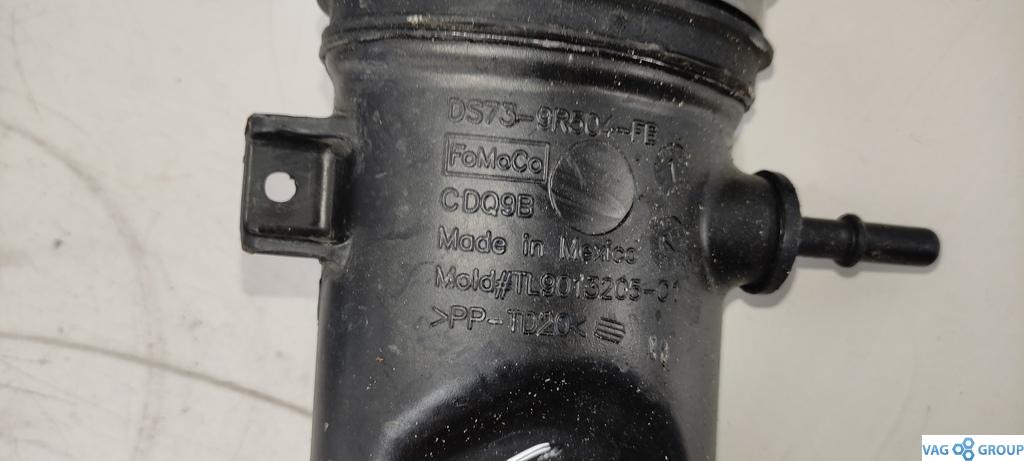 DS73-9R504-FE
FoMoCo
CDQ9B
Made in Mexico
Mold#TL9013205-01
>PP-TD20<
VAG GROUP